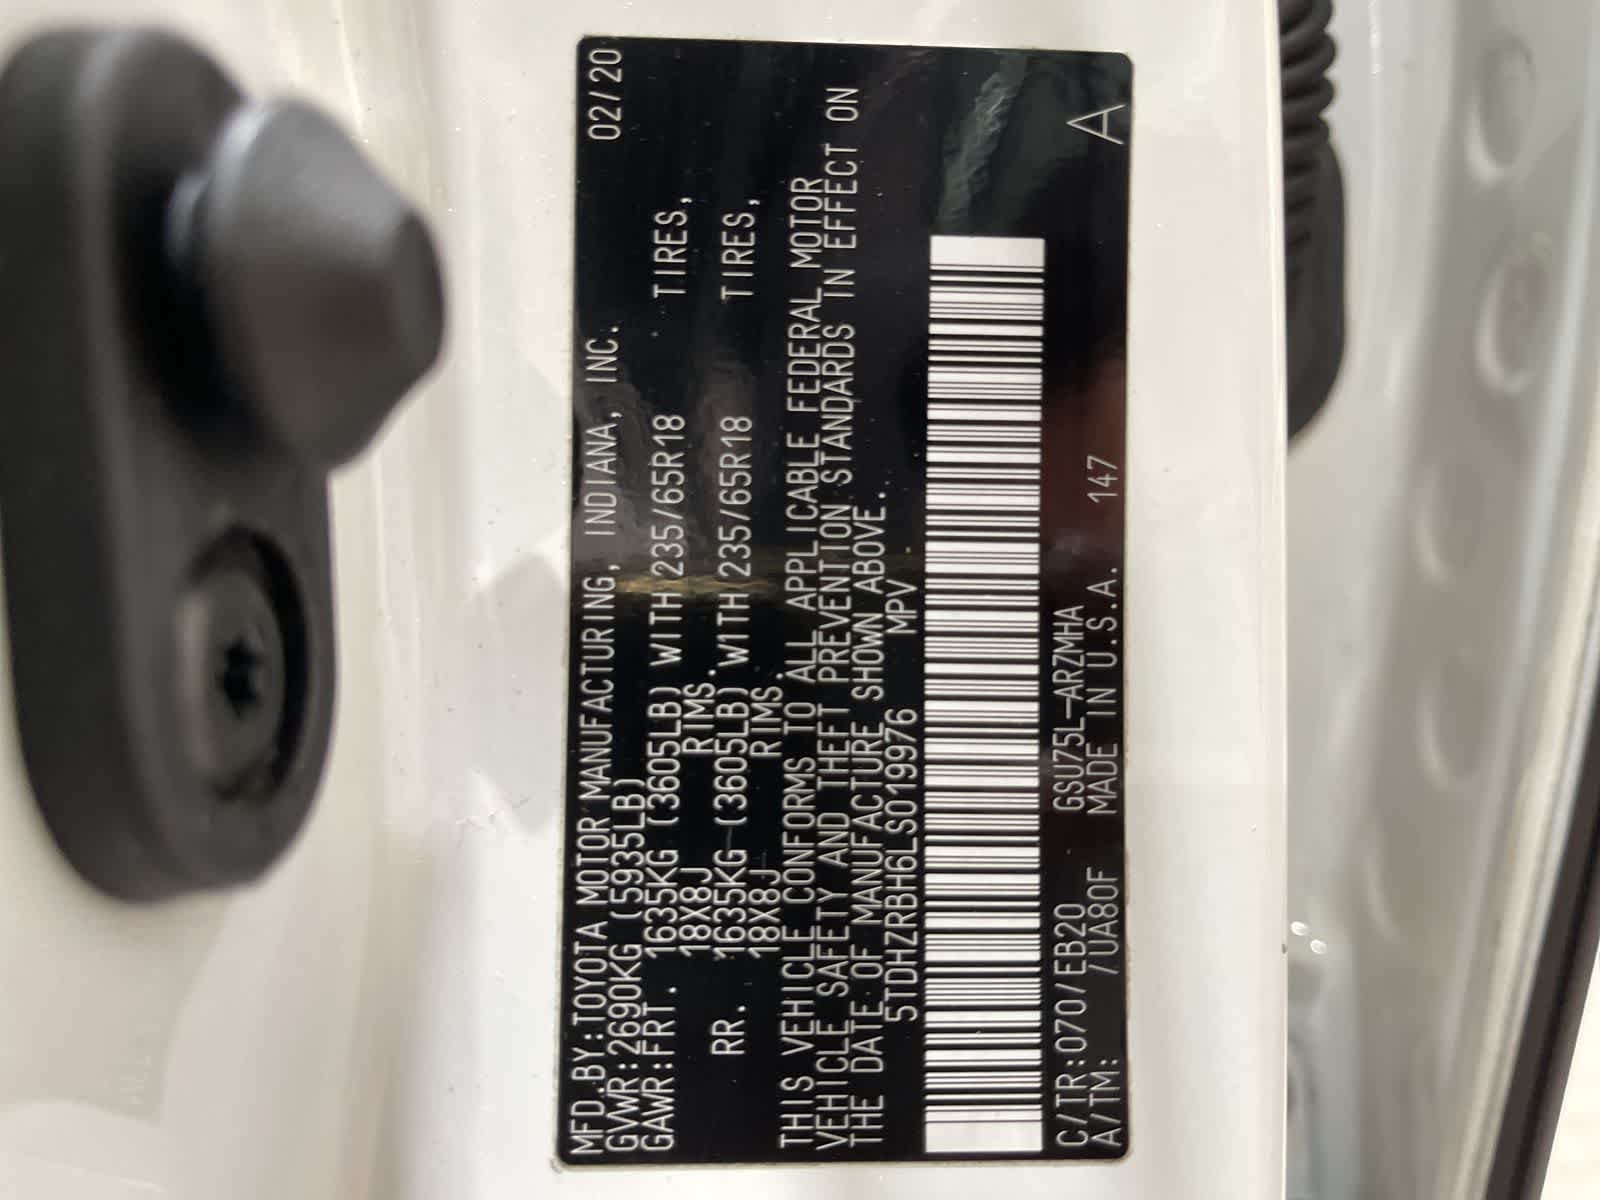 MFD.BY:TOYOTA MOTOR MANUFACTURING, INDIANA, INC. 02/20
GVWR:2690KG(5935LB)
GAWR:FRT. 1635KG (3605LB) WITH 235/65R18 TIRES,
18X8J RIMS.
RR. 1635KG (3605LB) WITH 235/65R18 TIRES,
18X8J RIMS.
THIS VEHICLE CONFORMS TO ALL APPLICABLE FEDERAL MOTOR
VEHICLE SAFETY AND THEFT PREVENTION STANDARDS IN EFFECT ON
THE DATE OF MANUFACTURE SHOWN ABOVE.
5TDHZRBH6LS019976 MPV
C/TR:070/EB20 GSU75L-ARZMHA
A/TM: /UA80F MADE IN U.S.A. 147 A